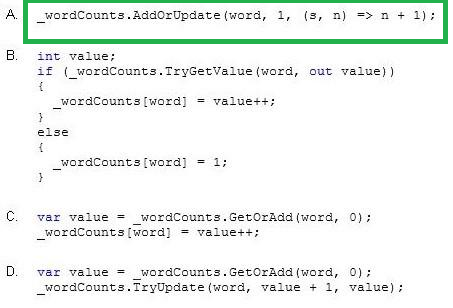 A. _wordCounts.AddOrUpdate(word, 1, (s, n) => n + 1);
B. int value;
if (_wordCounts.TryGetValue(word, out value))
{
_wordCounts[word] = value++;
}
else
{
_wordCounts[word] = 1;
}
C. var value = _wordCounts.GetOrAdd(word, 0);
_wordCounts[word] = value++;
D. var value = _wordCounts.GetOrAdd(word, 0);
_wordCounts.TryUpdate(word, value + 1, value);